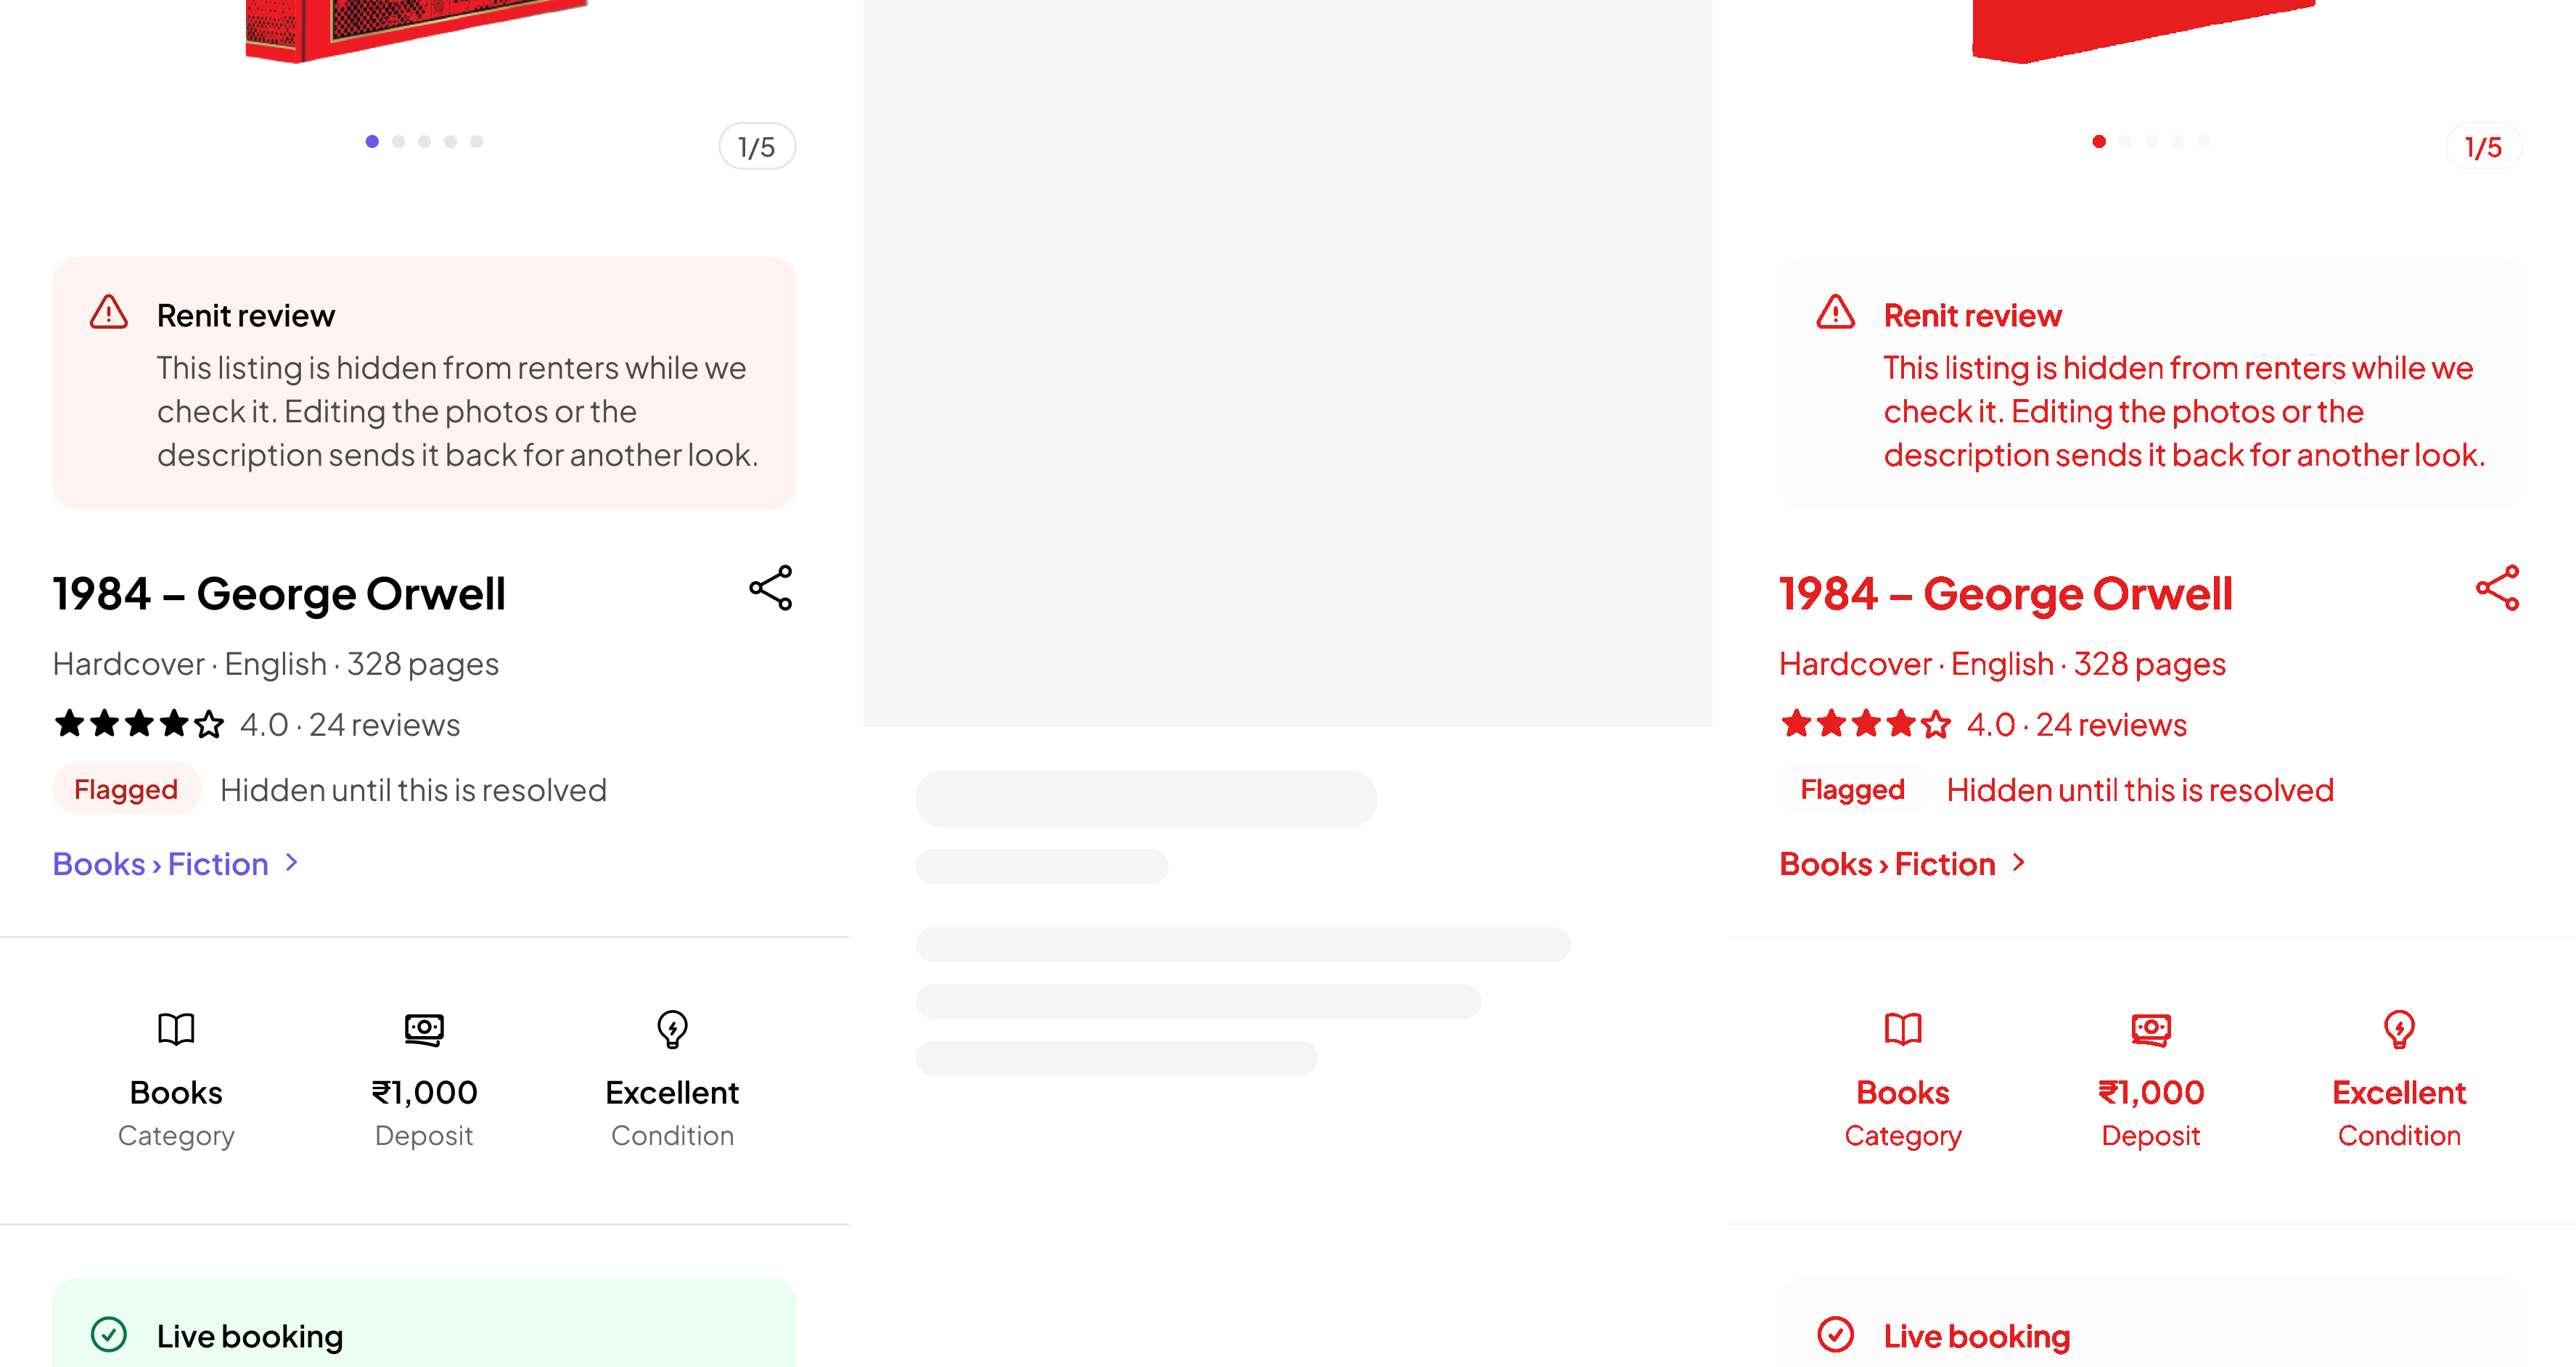 1/5
Renit review
This listing is hidden from renters while we
check it. Editing the photos or the
description sends it back for another look.
1984 – George Orwell
Hardcover · English · 328 pages
4.0 · 24 reviews
Flagged Hidden until this is resolved
Books › Fiction
Books
Category
₹1,000
Deposit
Excellent
Condition
Live booking
1/5
Renit review
This listing is hidden from renters while we
check it. Editing the photos or the
description sends it back for another look.
1984 – George Orwell
Hardcover · English · 328 pages
4.0 · 24 reviews
Flagged Hidden until this is resolved
Books › Fiction
Books
Category
₹1,000
Deposit
Excellent
Condition
Live booking